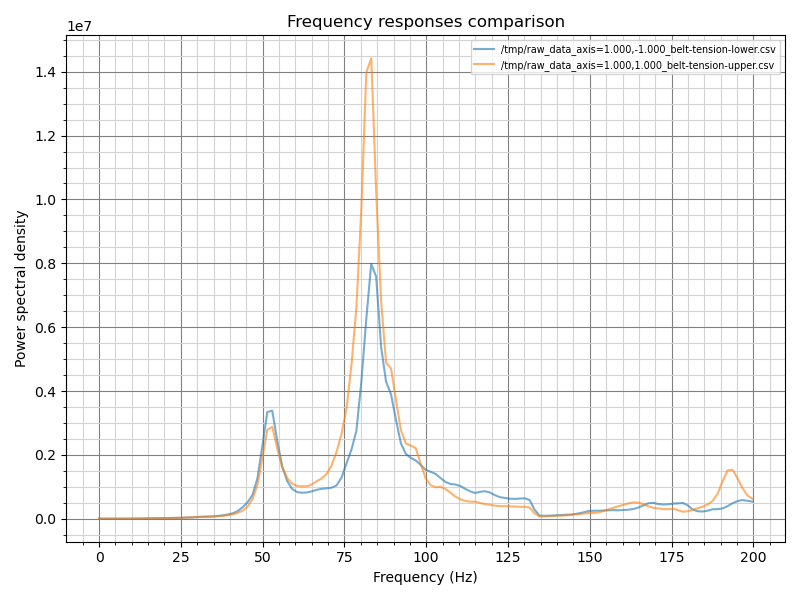 Frequency responses comparison
1e7
/tmp/raw_data_axis=1.000,-1.000_belt-tension-lower.csv
/tmp/raw_data_axis=1.000,1.000_belt-tension-upper.csv
1.4
1.2
1.0
0.8
0.6
0.4
0.2
0.0
Power spectral density
0 25 50 75 100 125 150 175 200
Frequency (Hz)